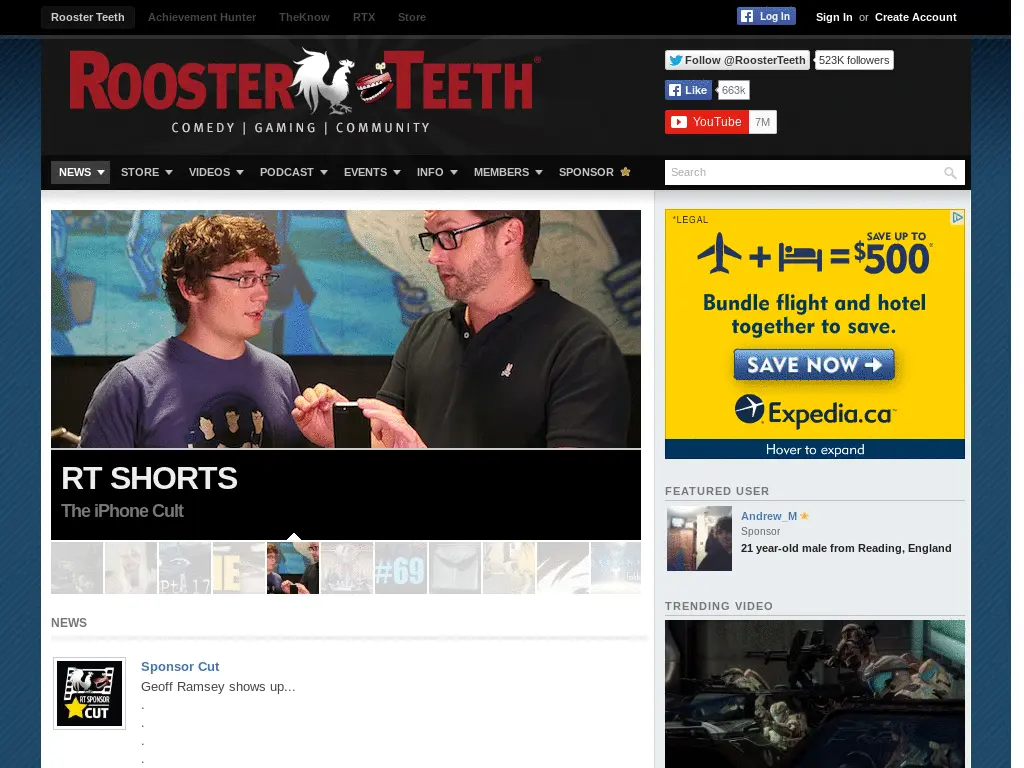 Rooster Teeth Achievement Hunter TheKnow RTX Store Log In Sign In or Create Account
ROOSTER TEETH®
COMEDY | GAMING | COMMUNITY
Follow @RoosterTeeth 523K followers
Like 663k
YouTube 7M
NEWS STORE VIDEOS PODCAST EVENTS INFO MEMBERS SPONSOR
Search
*LEGAL
SAVE UP TO
+ = $500*
Bundle flight and hotel
together to save.
SAVE NOW
Expedia.ca™
Hover to expand
RT SHORTS
The iPhone Cult
Pt. 17
IE
#69
FEATURED USER
Andrew_M
Sponsor
21 year-old male from Reading, England
TRENDING VIDEO
NEWS
RT SPONSOR
CUT
Sponsor Cut
Geoff Ramsey shows up...
.
.
.
.